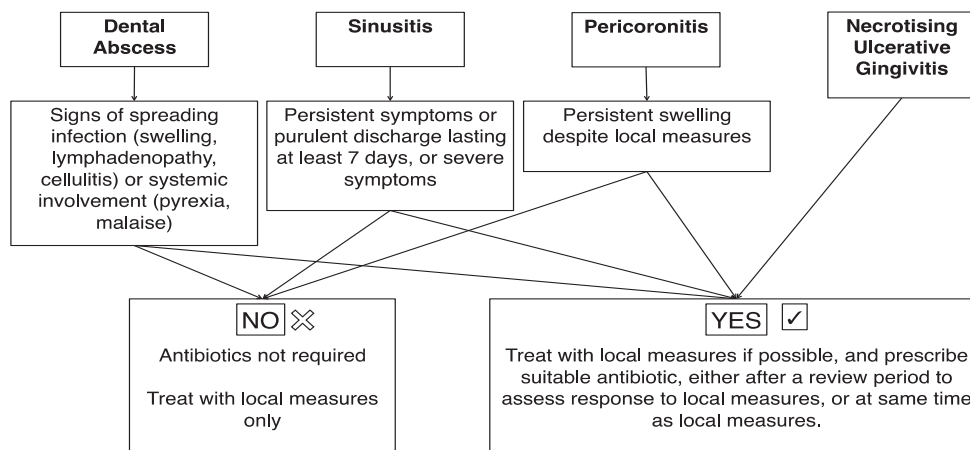 Dental
Abscess
Sinusitis
Pericoronitis
Necrotising
Ulcerative
Gingivitis
Signs of spreading
infection (swelling,
lymphadenopathy,
cellulitis) or systemic
involvement (pyrexia,
malaise)
Persistent symptoms or
purulent discharge lasting
at least 7 days, or severe
symptoms
Persistent swelling
despite local measures
NO
Antibiotics not required
Treat with local measures
only
YES
Treat with local measures if possible, and prescribe
suitable antibiotic, either after a review period to
assess response to local measures, or at same time
as local measures.